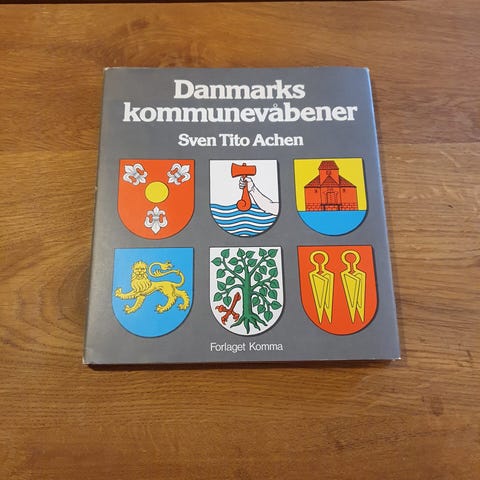 Danmarks
kommunevåbener
Sven Tito Achen
Forlaget Komma